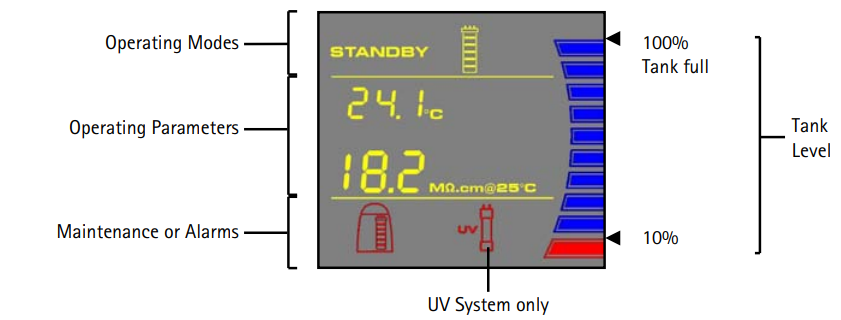 Operating Modes
STANDBY
100%
Tank full
24.1°C
Operating Parameters
Tank
Level
18.2 MΩ.cm@25°C
Maintenance or Alarms
UV
10%
UV System only